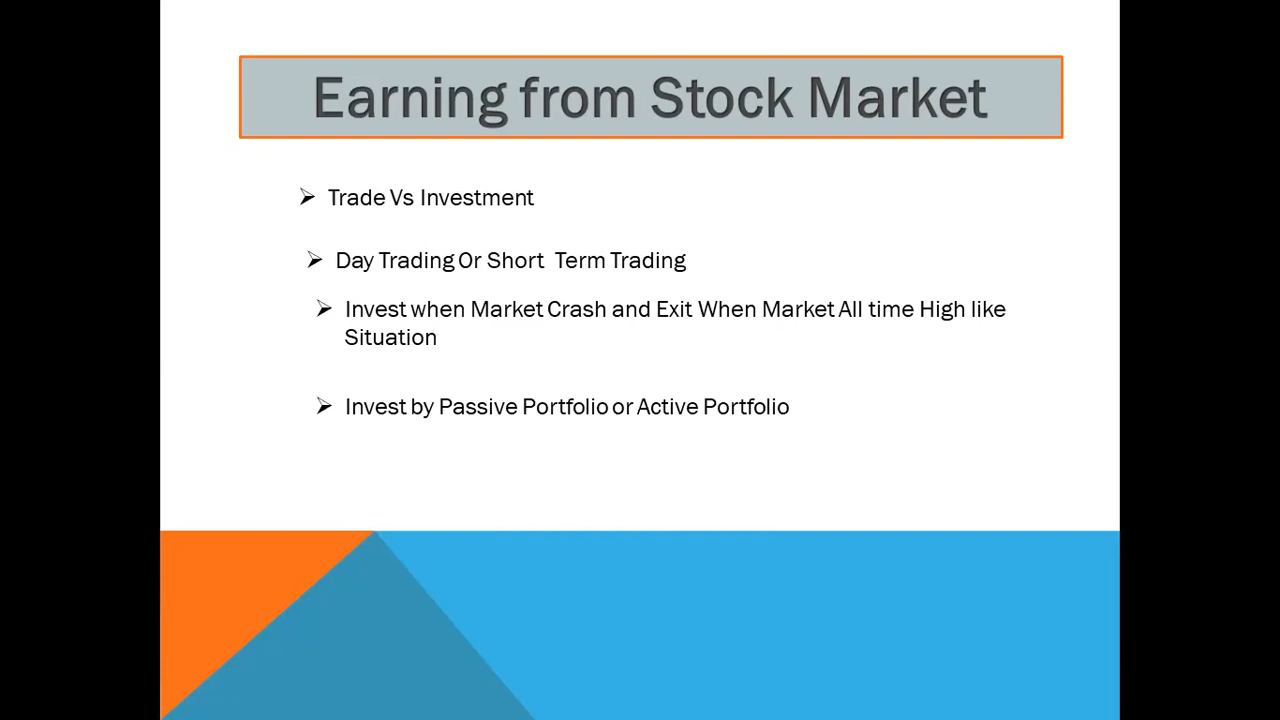 Earning from Stock Market
Trade Vs Investment
Day Trading Or Short Term Trading
Invest when Market Crash and Exit When Market All time High like
Situation
Invest by Passive Portfolio or Active Portfolio